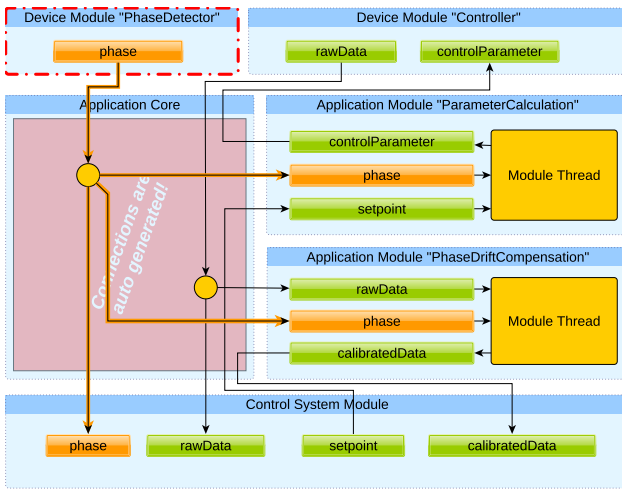 Device Module "PhaseDetector"
phase
Device Module "Controller"
rawData
controlParameter
Application Core
Connections are
auto generated!
Application Module "ParameterCalculation"
controlParameter
phase
setpoint
Module Thread
Application Module "PhaseDriftCompensation"
rawData
phase
calibratedData
Module Thread
Control System Module
phase
rawData
setpoint
calibratedData